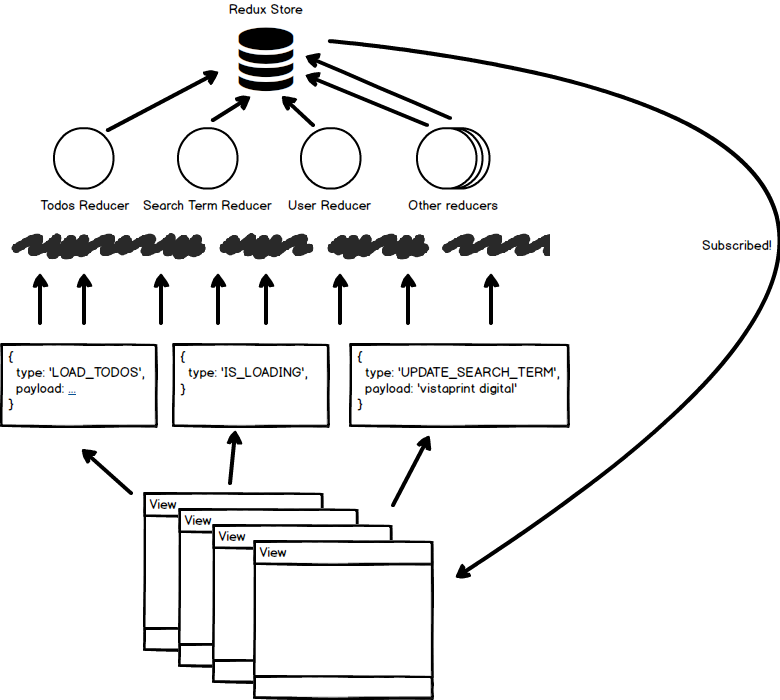 Redux Store
Todos Reducer
Search Term Reducer
User Reducer
Other reducers
Subscribed!
{
type: 'LOAD_TODOS',
payload: ...
}
{
type: 'IS_LOADING',
}
{
type: 'UPDATE_SEARCH_TERM',
payload: 'vistaprint digital'
}
View
View
View
View